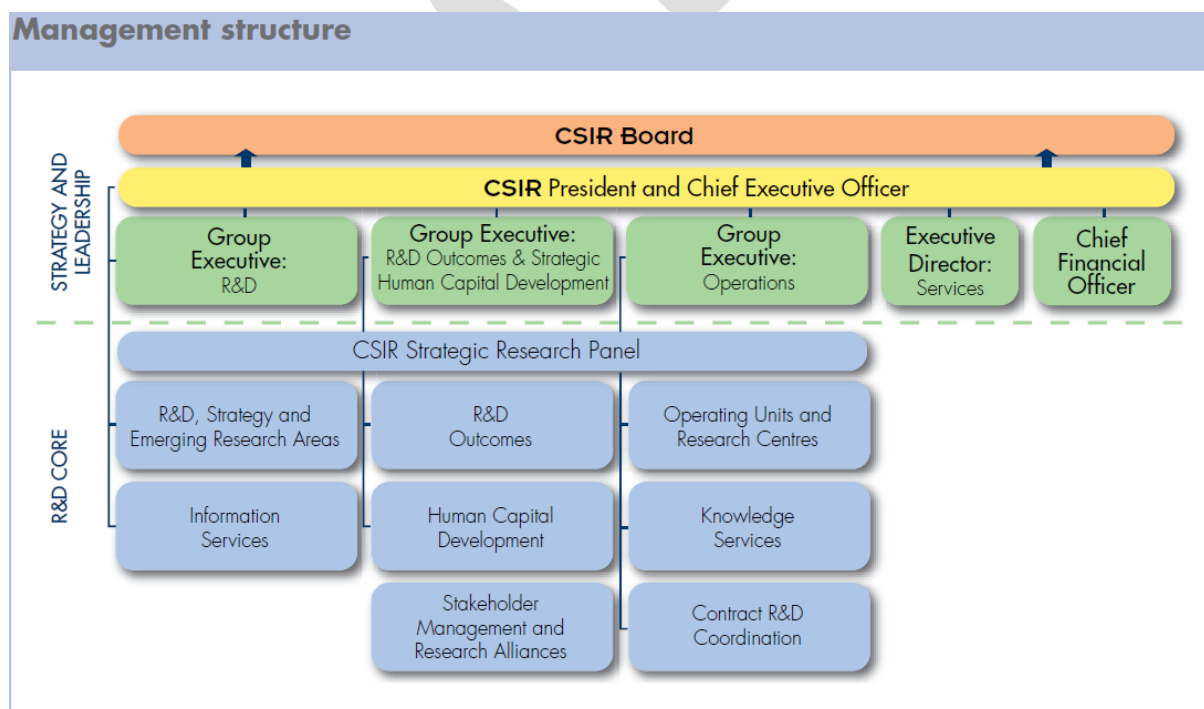 Management structure
STRATEGY AND
LEADERSHIP
CSIR Board
CSIR President and Chief Executive Officer
Group
Executive:
R&D
Group Executive:
R&D Outcomes & Strategic
Human Capital Development
Group
Executive:
Operations
Executive
Director:
Services
Chief
Financial
Officer
R&D CORE
CSIR Strategic Research Panel
R&D, Strategy and
Emerging Research Areas
R&D
Outcomes
Operating Units and
Research Centres
Information
Services
Human Capital
Development
Knowledge
Services
Stakeholder
Management and
Research Alliances
Contract R&D
Coordination